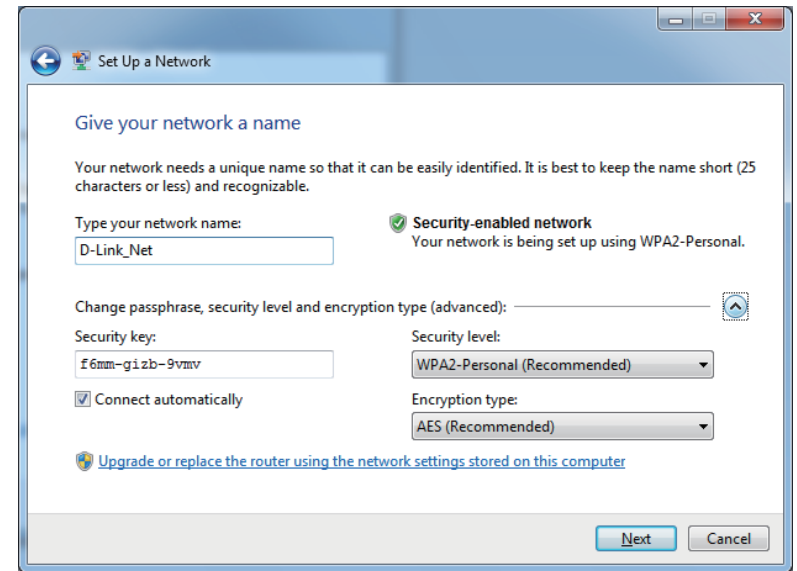 Set Up a Network
Give your network a name
Your network needs a unique name so that it can be easily identified. It is best to keep the name short (25
characters or less) and recognizable.
Type your network name:
D-Link_Net
Security-enabled network
Your network is being set up using WPA2-Personal.
Change passphrase, security level and encryption type (advanced):
Security key:
f6mm-gizb-9vmv
Security level:
WPA2-Personal (Recommended)
Connect automatically
Encryption type:
AES (Recommended)
Upgrade or replace the router using the network settings stored on this computer
Next
Cancel